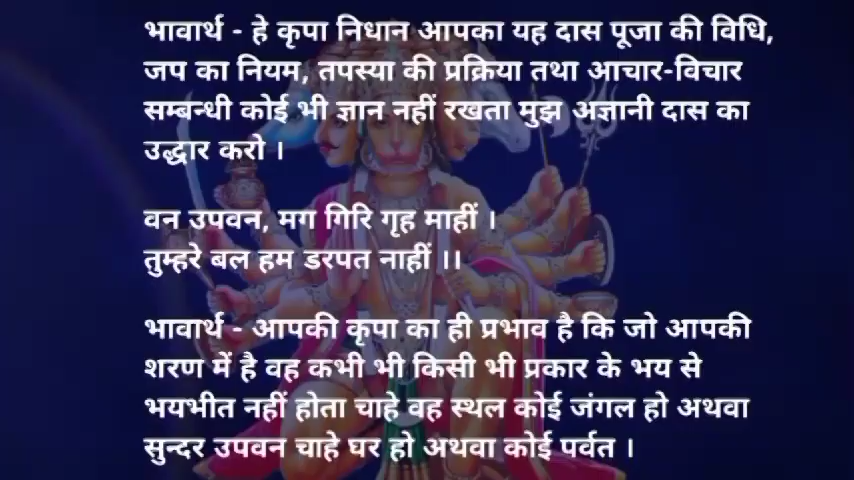 भावार्थ - हे कृपा निधान आपका यह दास पूजा की विधि,
जप का नियम, तपस्या की प्रक्रिया तथा आचार-विचार
सम्बन्धी कोई भी ज्ञान नहीं रखता मुझ अज्ञानी दास का
उद्धार करो ।
वन उपवन, मग गिरि गृह माहीं ।
तुम्हरे बल हम डरपत नाहीं ।।
भावार्थ - आपकी कृपा का ही प्रभाव है कि जो आपकी
शरण में है वह कभी भी किसी भी प्रकार के भय से
भयभीत नहीं होता चाहे वह स्थल कोई जंगल हो अथवा
सुन्दर उपवन चाहे घर हो अथवा कोई पर्वत ।